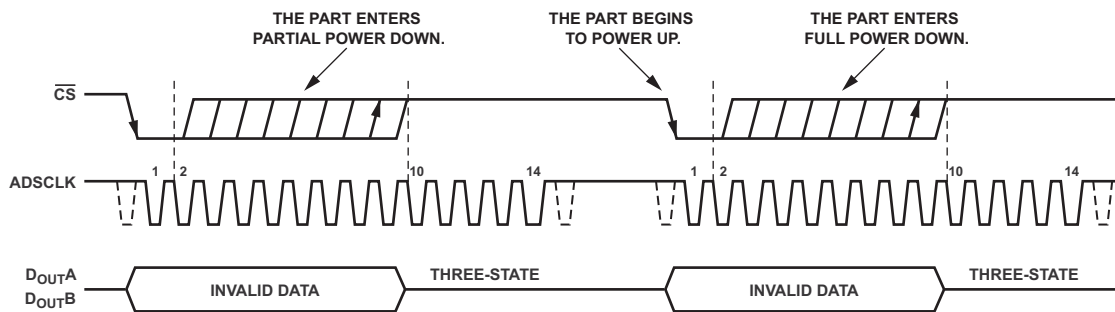 THE PART ENTERS
PARTIAL POWER DOWN.
THE PART BEGINS
TO POWER UP.
THE PART ENTERS
FULL POWER DOWN.
CS
1 2 10 14 1 2 10 14
ADSCLK
DOUTA
DOUTB
INVALID DATA
THREE-STATE
INVALID DATA
THREE-STATE